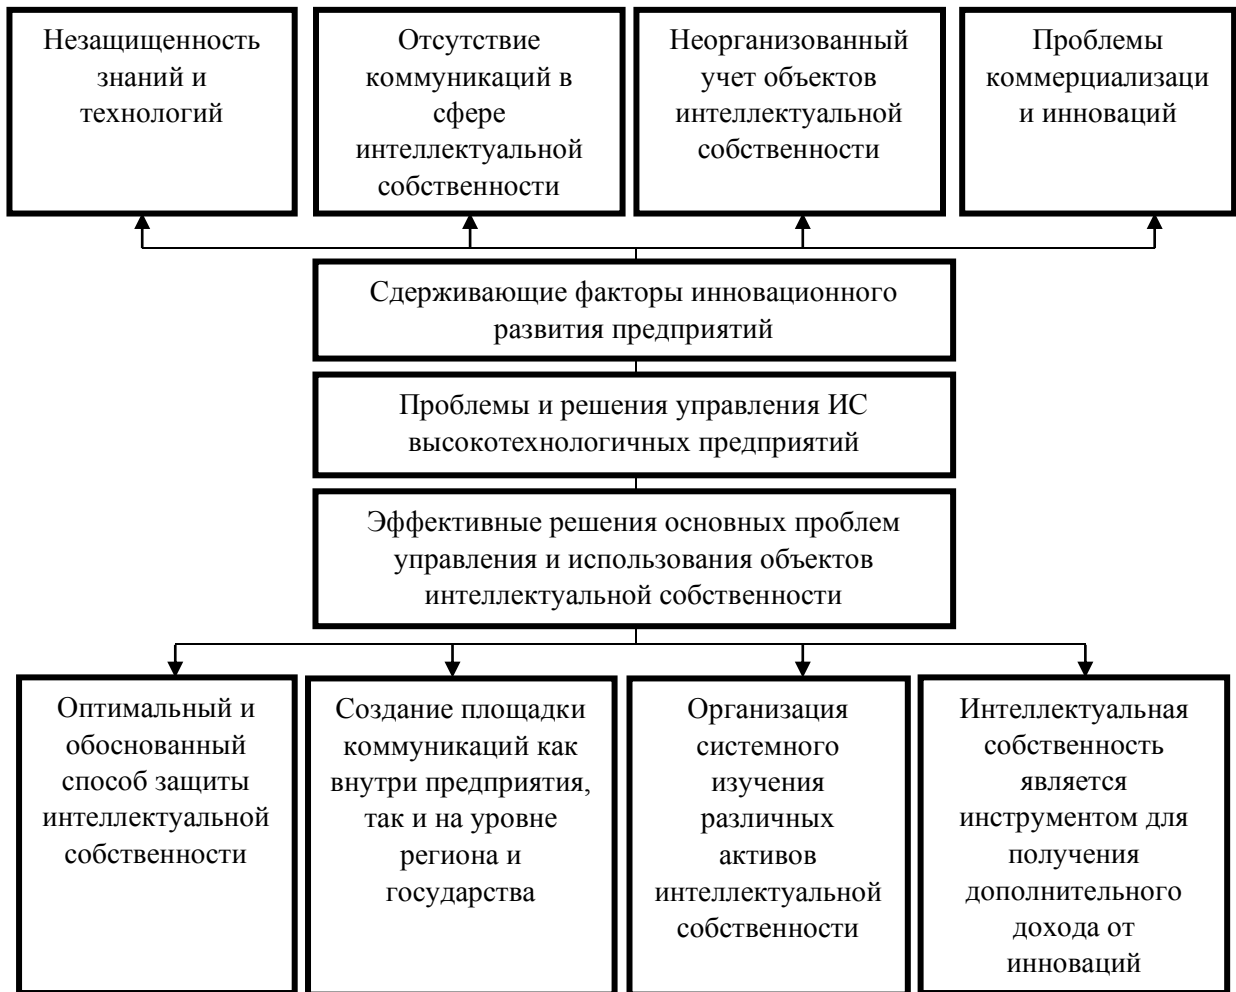 Незащищенность
знаний и
технологий
Отсутствие
коммуникаций в
сфере
интеллектуальной
собственности
Неорганизованный
учет объектов
интеллектуальной
собственности
Проблемы
коммерциализаци
и инноваций
Сдерживающие факторы инновационного
развития предприятий
Проблемы и решения управления ИС
высокотехнологичных предприятий
Эффективные решения основных проблем
управления и использования объектов
интеллектуальной собственности
Оптимальный и
обоснованный
способ защиты
интеллектуальной
собственности
Создание площадки
коммуникаций как
внутри предприятия,
так и на уровне
региона и
государства
Организация
системного
изучения
различных
активов
интеллектуальной
собственности
Интеллектуальная
собственность
является
инструментом для
получения
дополнительного
дохода от
инноваций